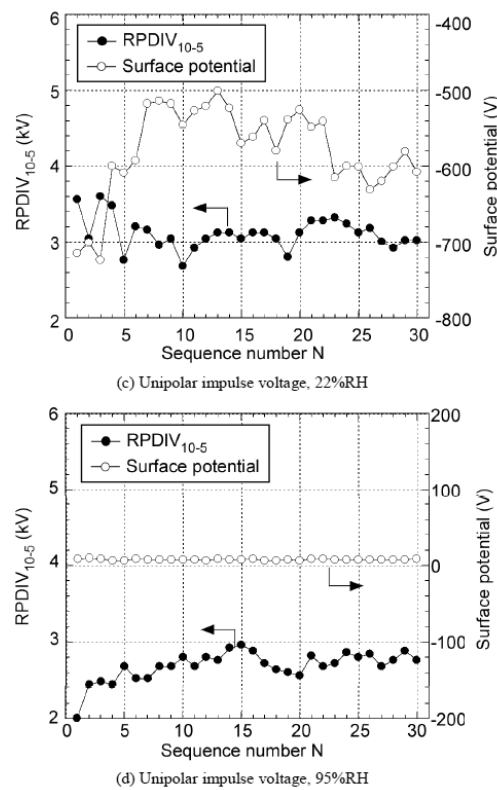 6
-400
RPDIV10-5
Surface potential
5
-500
4
-600
3
-700
2
-800
0
5
10
15
20
25
30
RPDIV10-5 (kV)
Surface potential (V)
Sequence number N
(c) Unipolar impulse voltage, 22%RH
6
200
RPDIV10-5
Surface potential
5
100
4
0
3
-100
2
-200
0
5
10
15
20
25
30
RPDIV10-5 (kV)
Surface potential (V)
Sequence number N
(d) Unipolar impulse voltage, 95%RH